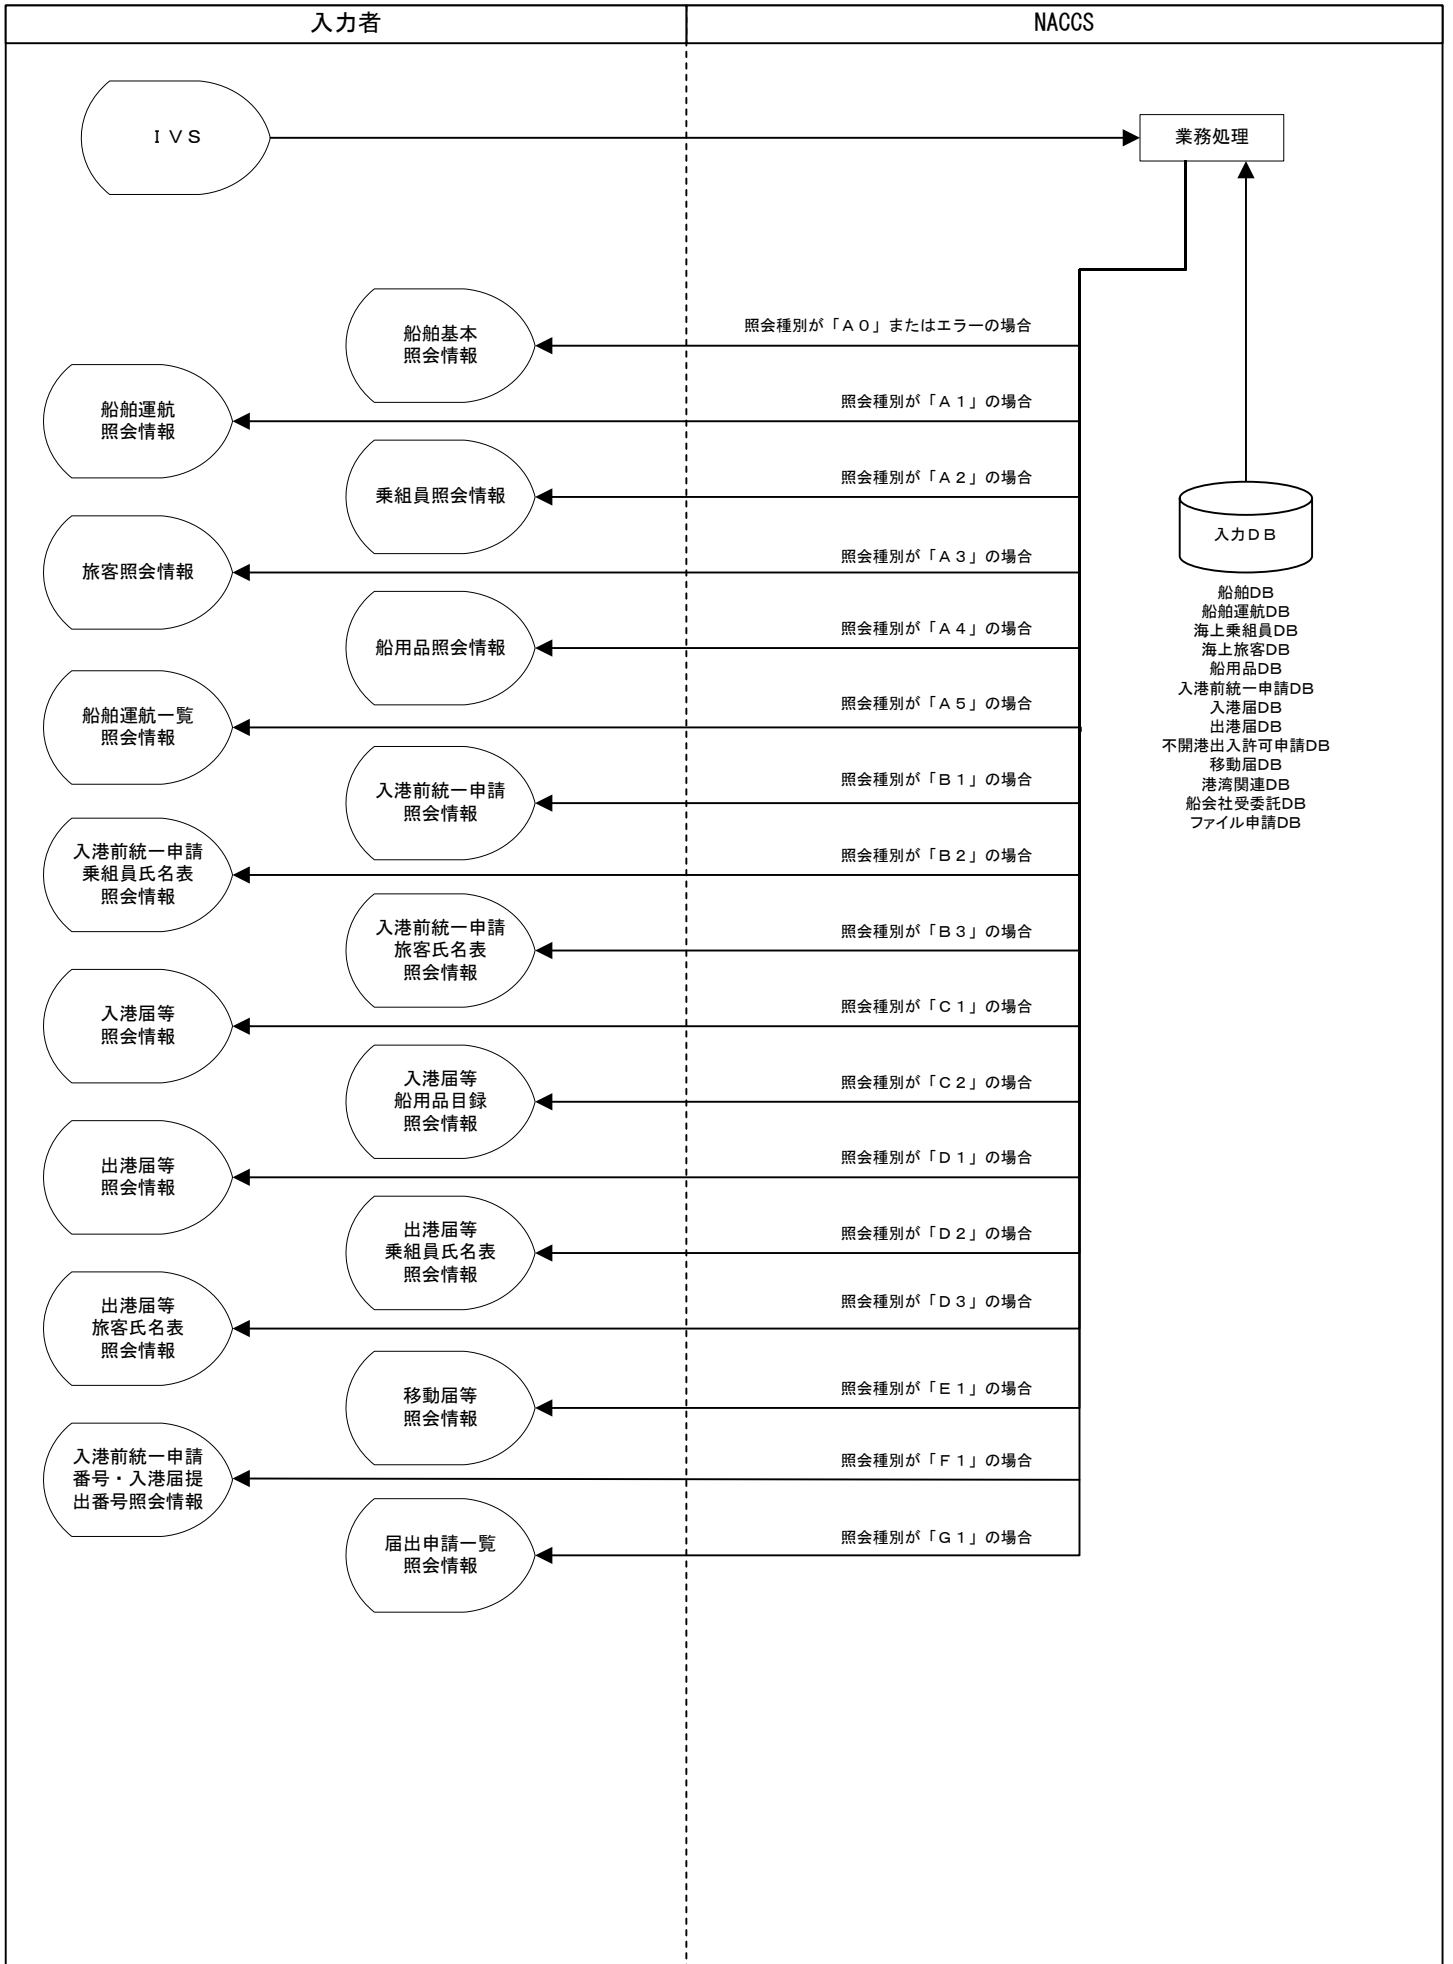 入力者
NACCS
ＩＶＳ
業務処理
船舶基本
照会情報
照会種別が「Ａ０」またはエラーの場合
船舶運航
照会情報
照会種別が「Ａ１」の場合
乗組員照会情報
照会種別が「Ａ２」の場合
旅客照会情報
照会種別が「Ａ３」の場合
船用品照会情報
照会種別が「Ａ４」の場合
船舶運航一覧
照会情報
照会種別が「Ａ５」の場合
入港前統一申請
照会情報
照会種別が「Ｂ１」の場合
入港前統一申請
乗組員氏名表
照会情報
照会種別が「Ｂ２」の場合
入港前統一申請
旅客氏名表
照会情報
照会種別が「Ｂ３」の場合
入港届等
照会情報
照会種別が「Ｃ１」の場合
入港届等
船用品目録
照会情報
照会種別が「Ｃ２」の場合
出港届等
照会情報
照会種別が「Ｄ１」の場合
出港届等
乗組員氏名表
照会情報
照会種別が「Ｄ２」の場合
出港届等
旅客氏名表
照会情報
照会種別が「Ｄ３」の場合
移動届等
照会情報
照会種別が「Ｅ１」の場合
入港前統一申請
番号・入港届提
出番号照会情報
照会種別が「Ｆ１」の場合
届出申請一覧
照会情報
照会種別が「Ｇ１」の場合
入力ＤＢ
船舶DB
船舶運航DB
海上乗組員DB
海上旅客DB
船用品DB
入港前統一申請DB
入港届DB
出港届DB
不開港出入許可申請DB
移動届DB
港湾関連DB
船会社受委託DB
ファイル申請DB